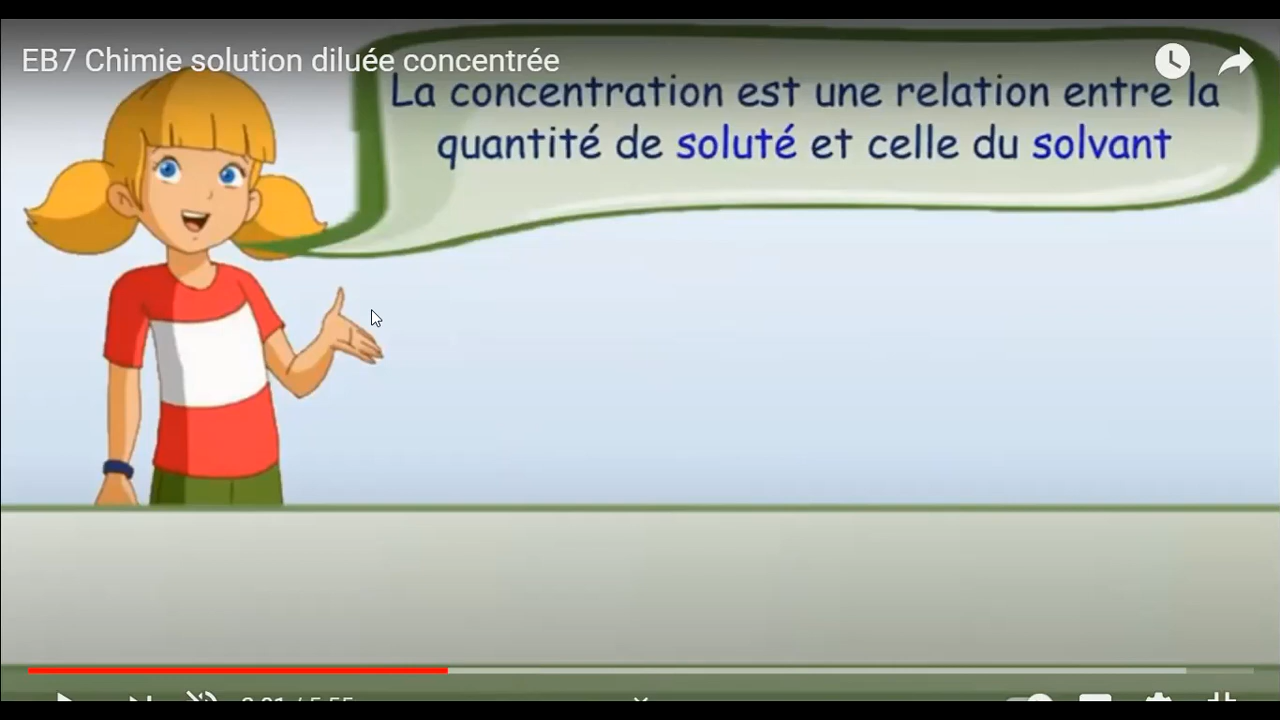 EB7 Chimie solution diluée concentrée
La concentration est une relation entre la
quantité de soluté et celle du solvant